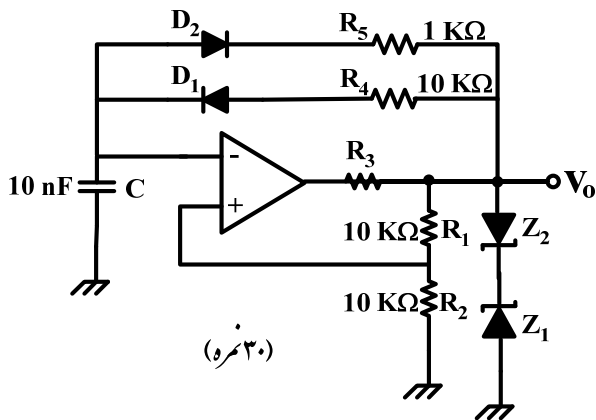 D₂ R₅ 1 KΩ
D₁ R₄ 10 KΩ
R₃
10 nF C - + Vₒ
10 KΩ R₁ Z₂
10 KΩ R₂ Z₁
(۳۰ نمره)